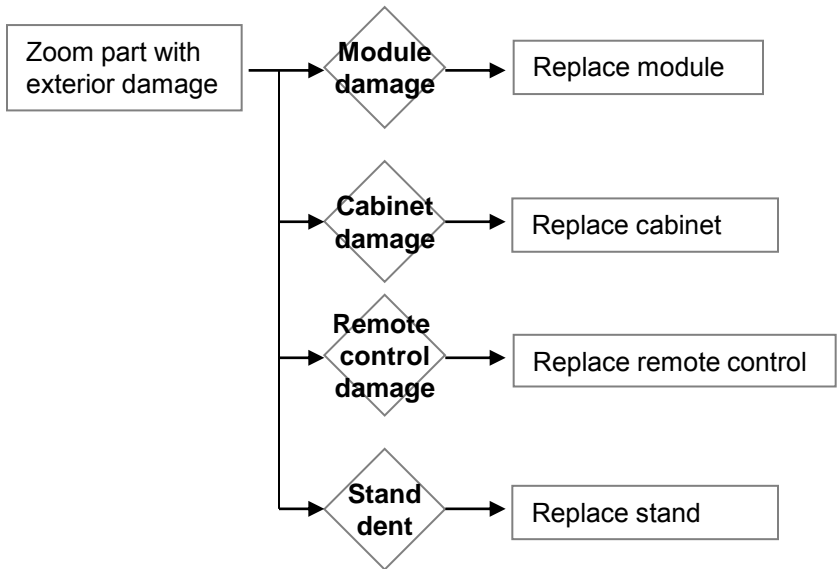 Zoom part with
exterior damage
Module
damage
Replace module
Cabinet
damage
Replace cabinet
Remote
control
damage
Replace remote control
Stand
dent
Replace stand